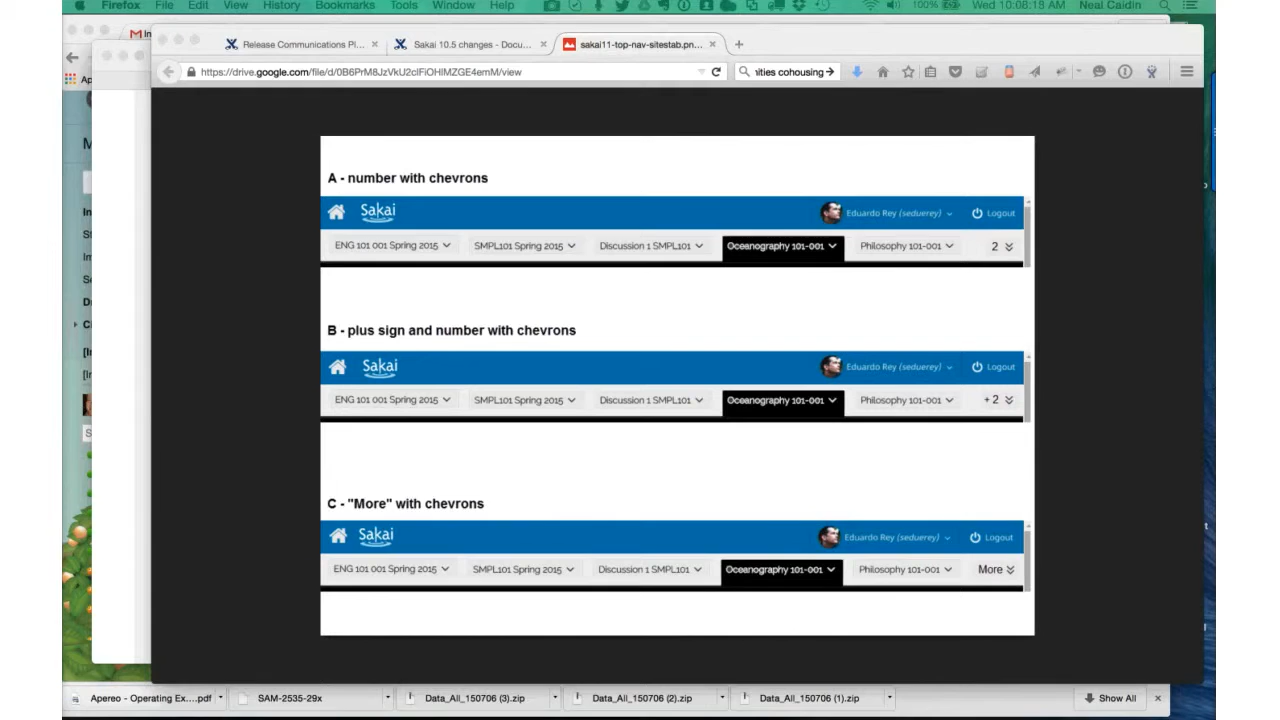 Firefox File Edit View History Bookmarks Tools Window Help 100% Wed 10:08:18 AM Neal Caidin
In
Release Communications Pl... × Sakai 10.5 changes - Docu... × sakai11-top-nav-sitestab.pn... × +
https://drive.google.com/file/d/0B6PrM8JzVkU2clFiOHlMZGE4emM/view ities cohousing
Ap
M
A - number with chevrons
Sakai Eduardo Rey (seduerey) Logout
In
ENG 101 001 Spring 2015 SMPL101 Spring 2015 Discussion 1 SMPL101 Oceanography 101-001 Philosophy 101-001 2
B - plus sign and number with chevrons
Sakai Eduardo Rey (seduerey) Logout
ENG 101 001 Spring 2015 SMPL101 Spring 2015 Discussion 1 SMPL101 Oceanography 101-001 Philosophy 101-001 + 2
C - "More" with chevrons
Sakai Eduardo Rey (seduerey) Logout
ENG 101 001 Spring 2015 SMPL101 Spring 2015 Discussion 1 SMPL101 Oceanography 101-001 Philosophy 101-001 More
Apereo - Operating Ex....pdf SAM-2535-29x Data_All_150706 (3).zip Data_All_150706 (2).zip Data_All_150706 (1).zip Show All ×